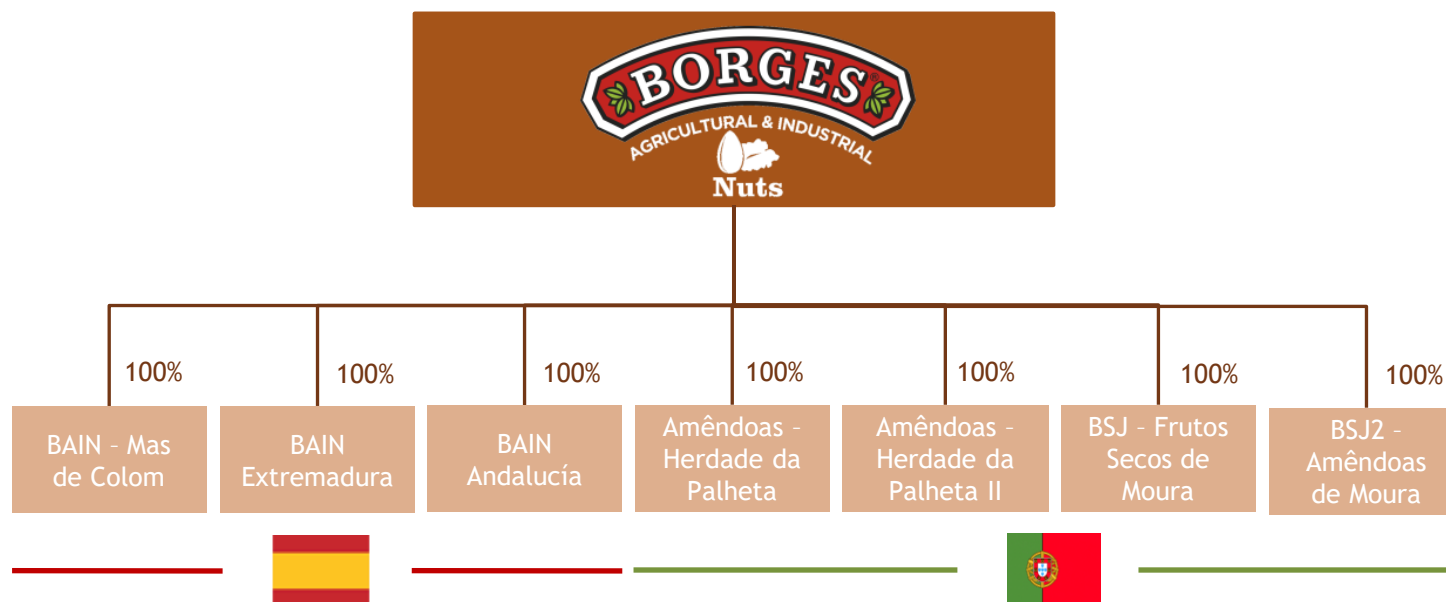 BORGES®
AGRICULTURAL & INDUSTRIAL
Nuts
100%
100%
100%
100%
100%
100%
100%
BAIN – Mas
de Colom
BAIN
Extremadura
BAIN
Andalucía
Amêndoas –
Herdade da
Palheta
Amêndoas –
Herdade da
Palheta II
BSJ – Frutos
Secos de
Moura
BSJ2 –
Amêndoas
de Moura